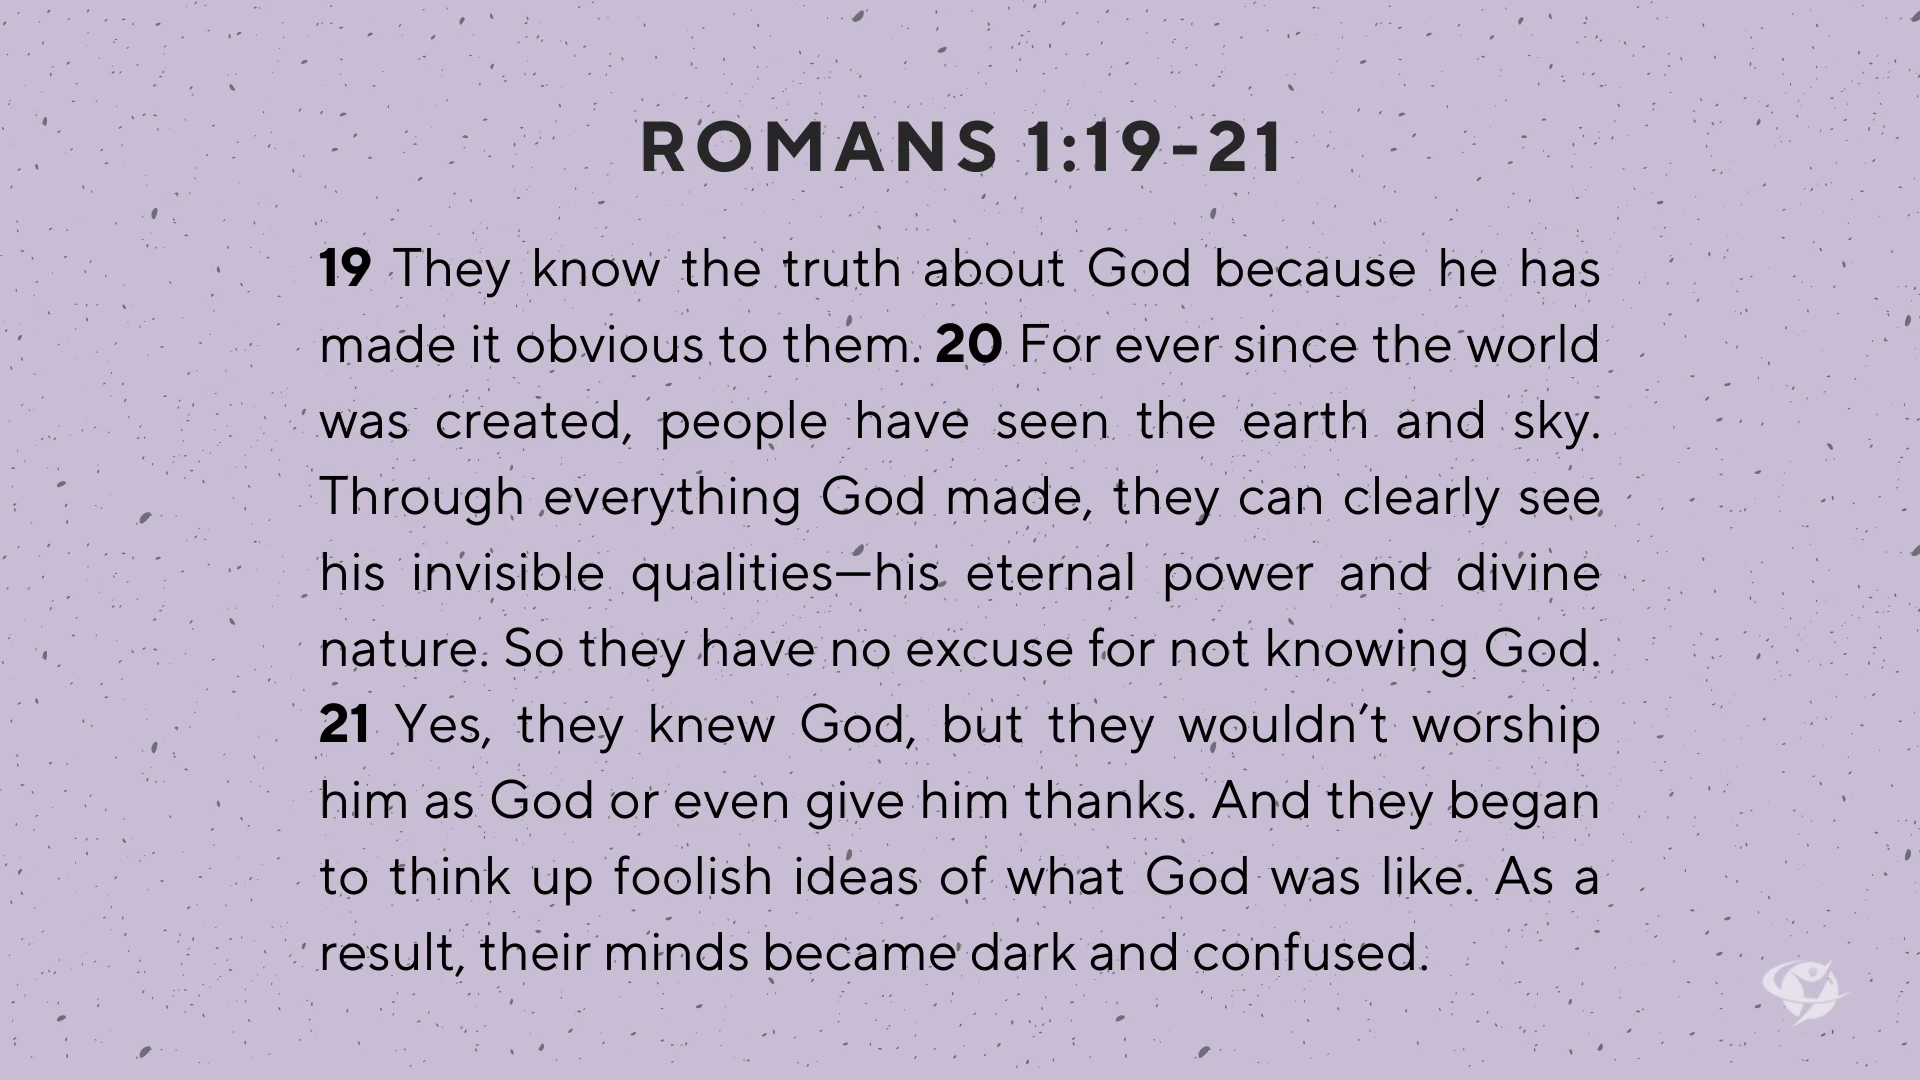 ROMANS 1:19-21
19 They know the truth about God because he has
made it obvious to them. 20 For ever since the world
was created, people have seen the earth and sky.
Through everything God made, they can clearly see
his invisible qualities—his eternal power and divine
nature. So they have no excuse for not knowing God.
21 Yes, they knew God, but they wouldn’t worship
him as God or even give him thanks. And they began
to think up foolish ideas of what God was like. As a
result, their minds became dark and confused.